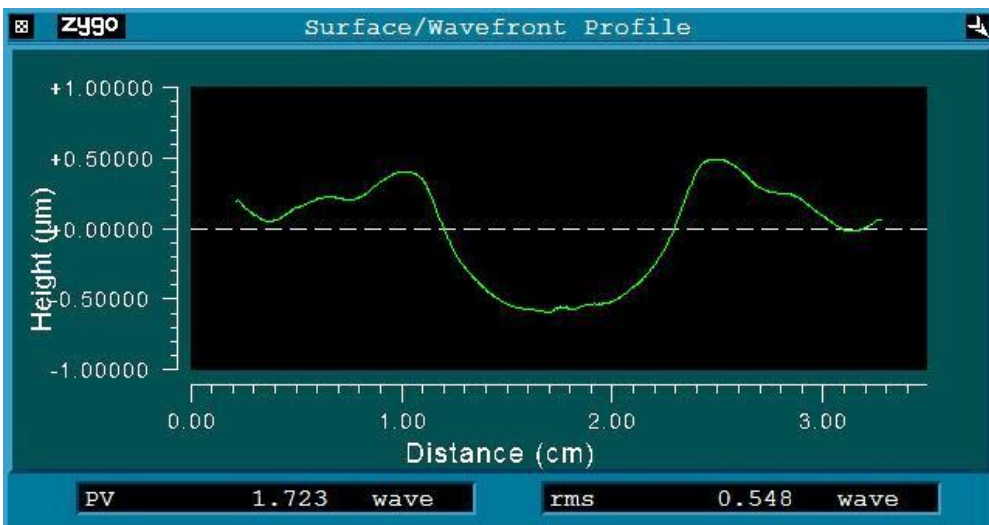 zygo Surface/Wavefront Profile
Height (µm)
+1.00000
+0.50000
+0.00000
-0.50000
-1.00000
0.00 1.00 2.00 3.00
Distance (cm)
PV 1.723 wave rms 0.548 wave